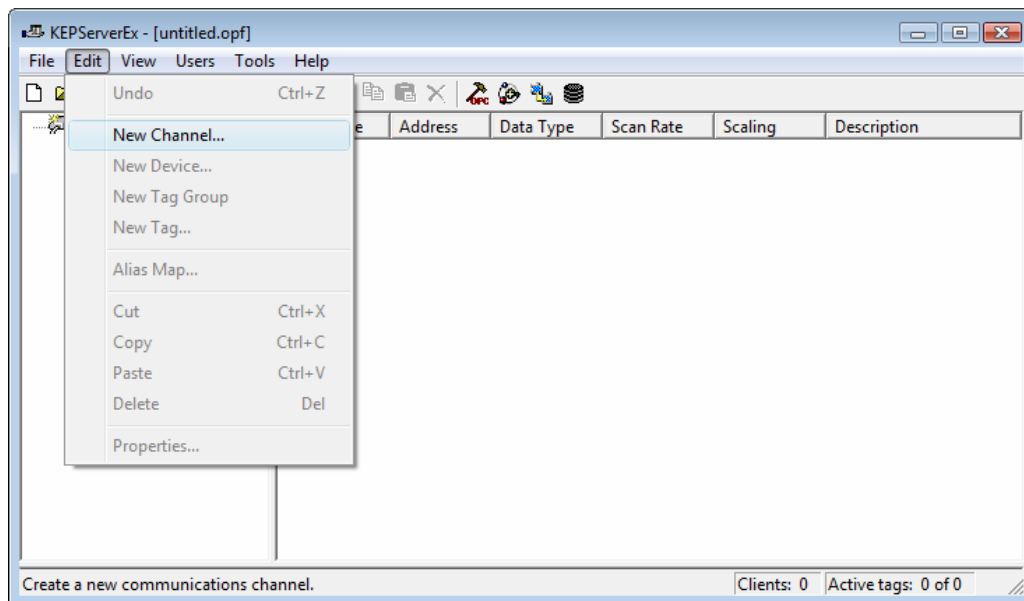 KEPServerEx - [untitled.opf]
File Edit View Users Tools Help
OPC
Undo Ctrl+Z
New Channel...
Address Data Type Scan Rate Scaling Description
New Device...
New Tag Group
New Tag...
Alias Map...
Cut Ctrl+X
Copy Ctrl+C
Paste Ctrl+V
Delete Del
Properties...
Create a new communications channel. Clients: 0 Active tags: 0 of 0